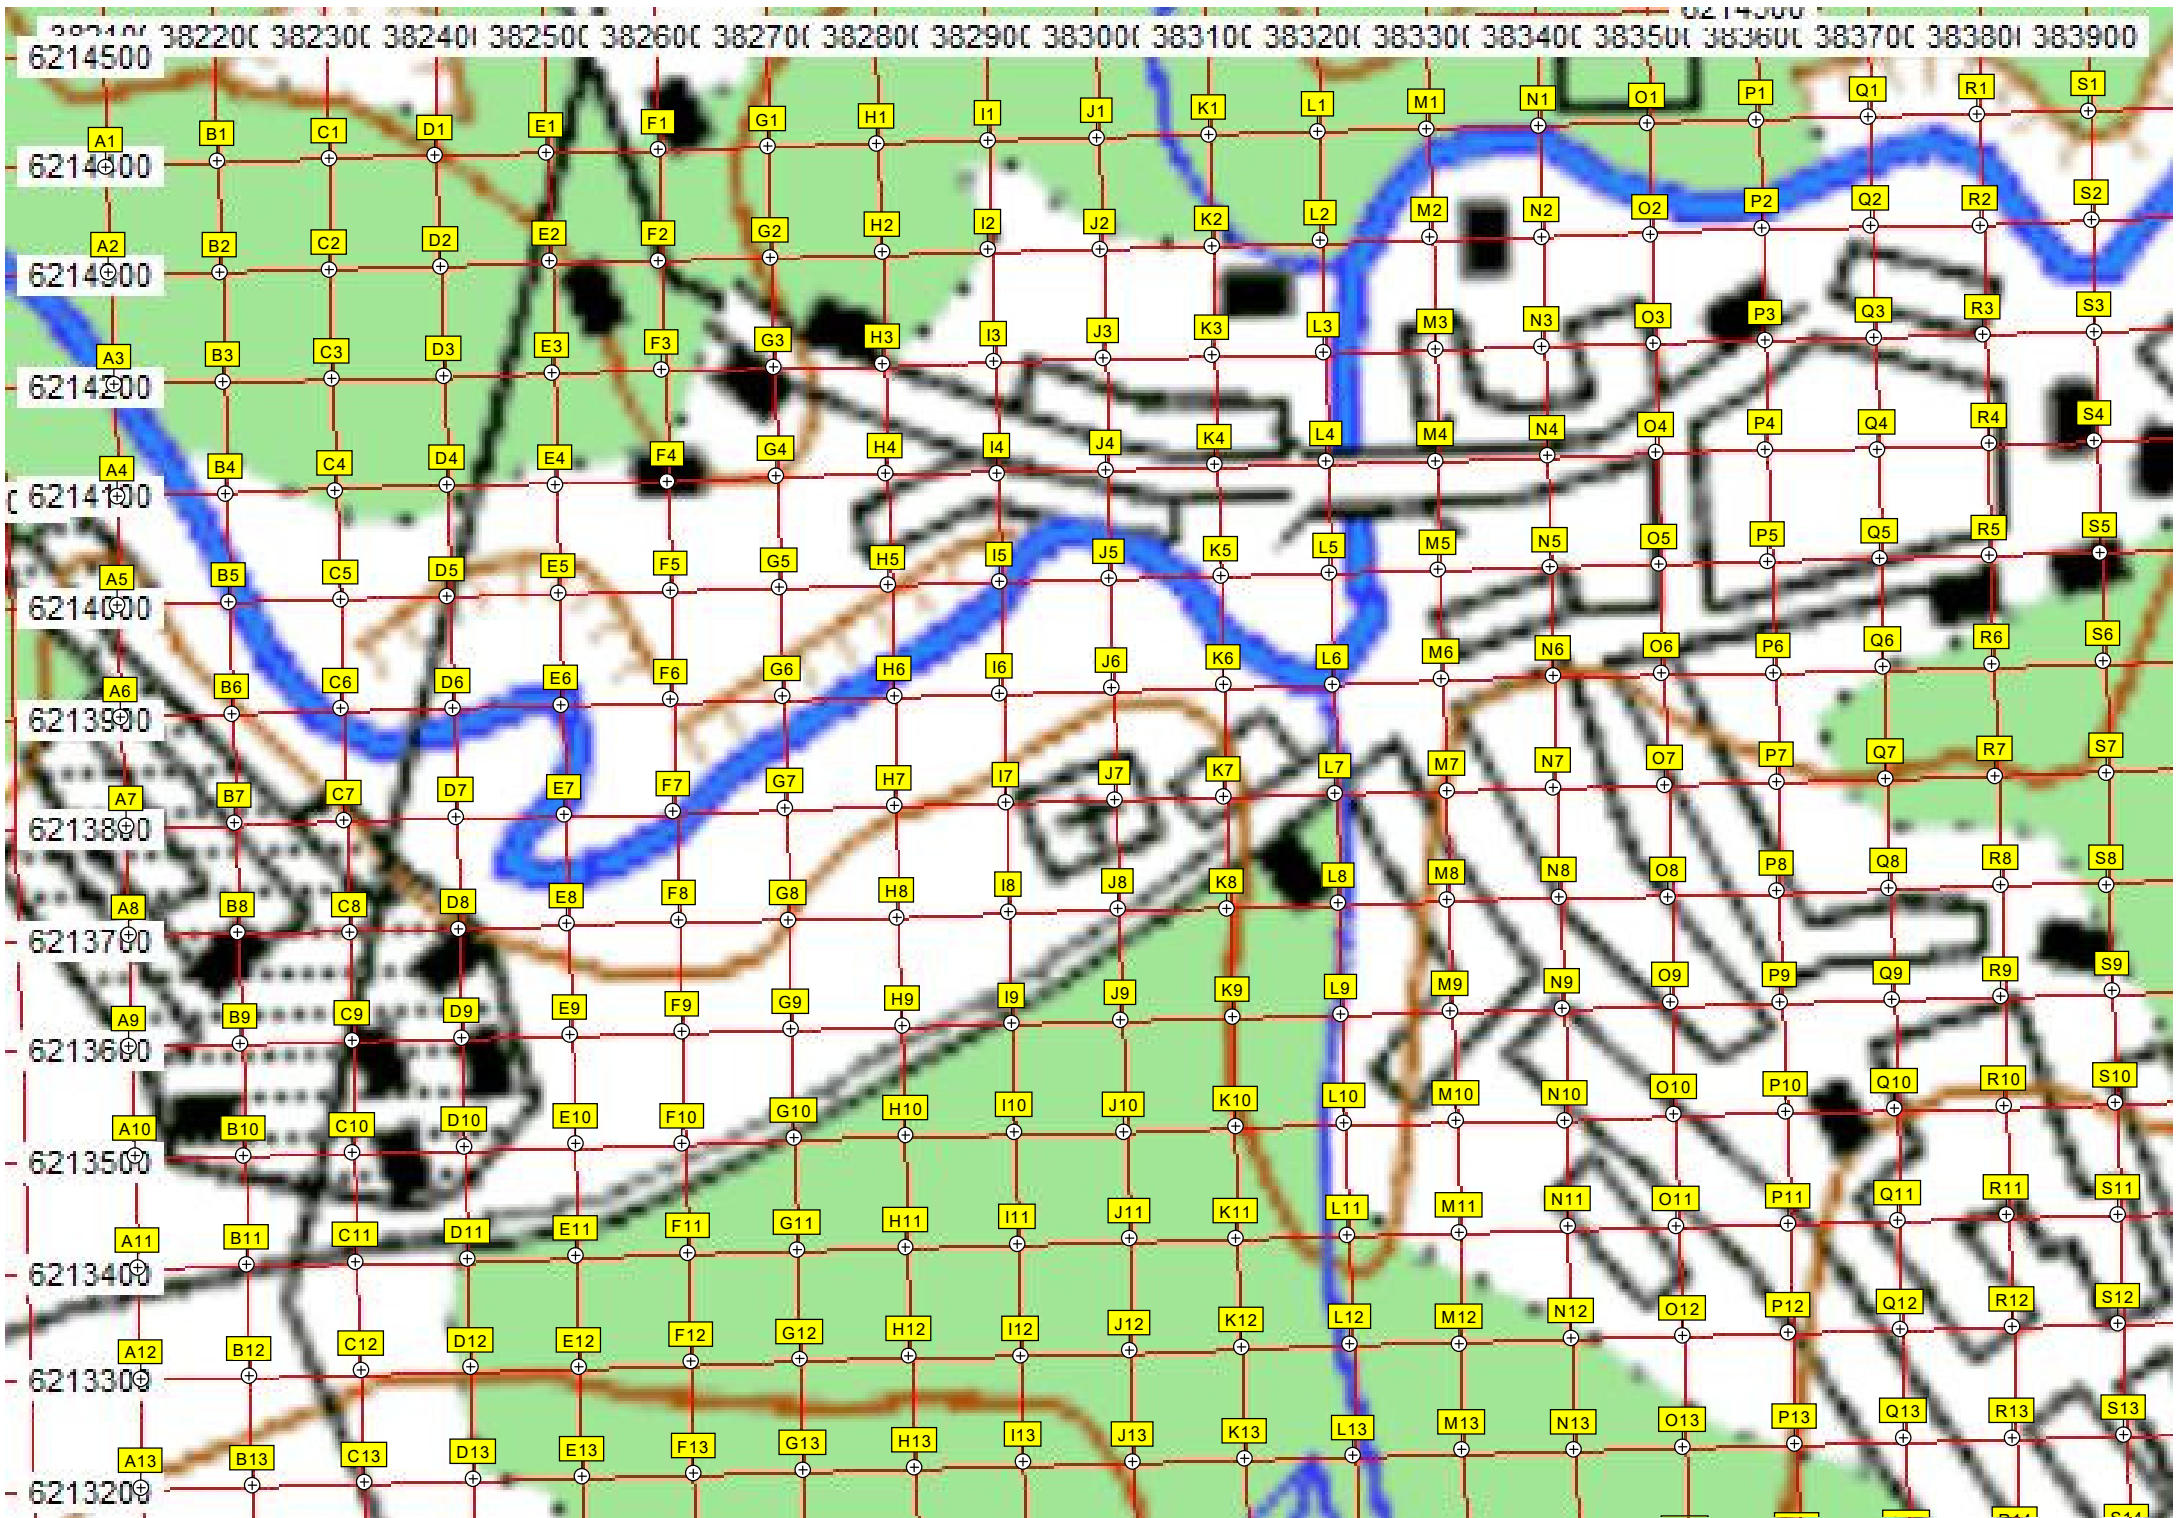 6214500
382200 382300 382400 382500 382600 382700 382800 382900 383000 383100 383200 383300 383400 383500 383600 383700 383800 383900
6214500
A1 B1 C1 D1 E1 F1 G1 H1 I1 J1 K1 L1 M1 N1 O1 P1 Q1 R1 S1
6214400
A2 B2 C2 D2 E2 F2 G2 H2 I2 J2 K2 L2 M2 N2 O2 P2 Q2 R2 S2
6214300
A3 B3 C3 D3 E3 F3 G3 H3 I3 J3 K3 L3 M3 N3 O3 P3 Q3 R3 S3
6214200
A4 B4 C4 D4 E4 F4 G4 H4 I4 J4 K4 L4 M4 N4 O4 P4 Q4 R4 S4
6214100
A5 B5 C5 D5 E5 F5 G5 H5 I5 J5 K5 L5 M5 N5 O5 P5 Q5 R5 S5
6214000
A6 B6 C6 D6 E6 F6 G6 H6 I6 J6 K6 L6 M6 N6 O6 P6 Q6 R6 S6
6213900
A7 B7 C7 D7 E7 F7 G7 H7 I7 J7 K7 L7 M7 N7 O7 P7 Q7 R7 S7
6213800
A8 B8 C8 D8 E8 F8 G8 H8 I8 J8 K8 L8 M8 N8 O8 P8 Q8 R8 S8
6213700
A9 B9 C9 D9 E9 F9 G9 H9 I9 J9 K9 L9 M9 N9 O9 P9 Q9 R9 S9
6213600
A10 B10 C10 D10 E10 F10 G10 H10 I10 J10 K10 L10 M10 N10 O10 P10 Q10 R10 S10
6213500
A11 B11 C11 D11 E11 F11 G11 H11 I11 J11 K11 L11 M11 N11 O11 P11 Q11 R11 S11
6213400
A12 B12 C12 D12 E12 F12 G12 H12 I12 J12 K12 L12 M12 N12 O12 P12 Q12 R12 S12
6213300
A13 B13 C13 D13 E13 F13 G13 H13 I13 J13 K13 L13 M13 N13 O13 P13 Q13 R13 S13
6213200